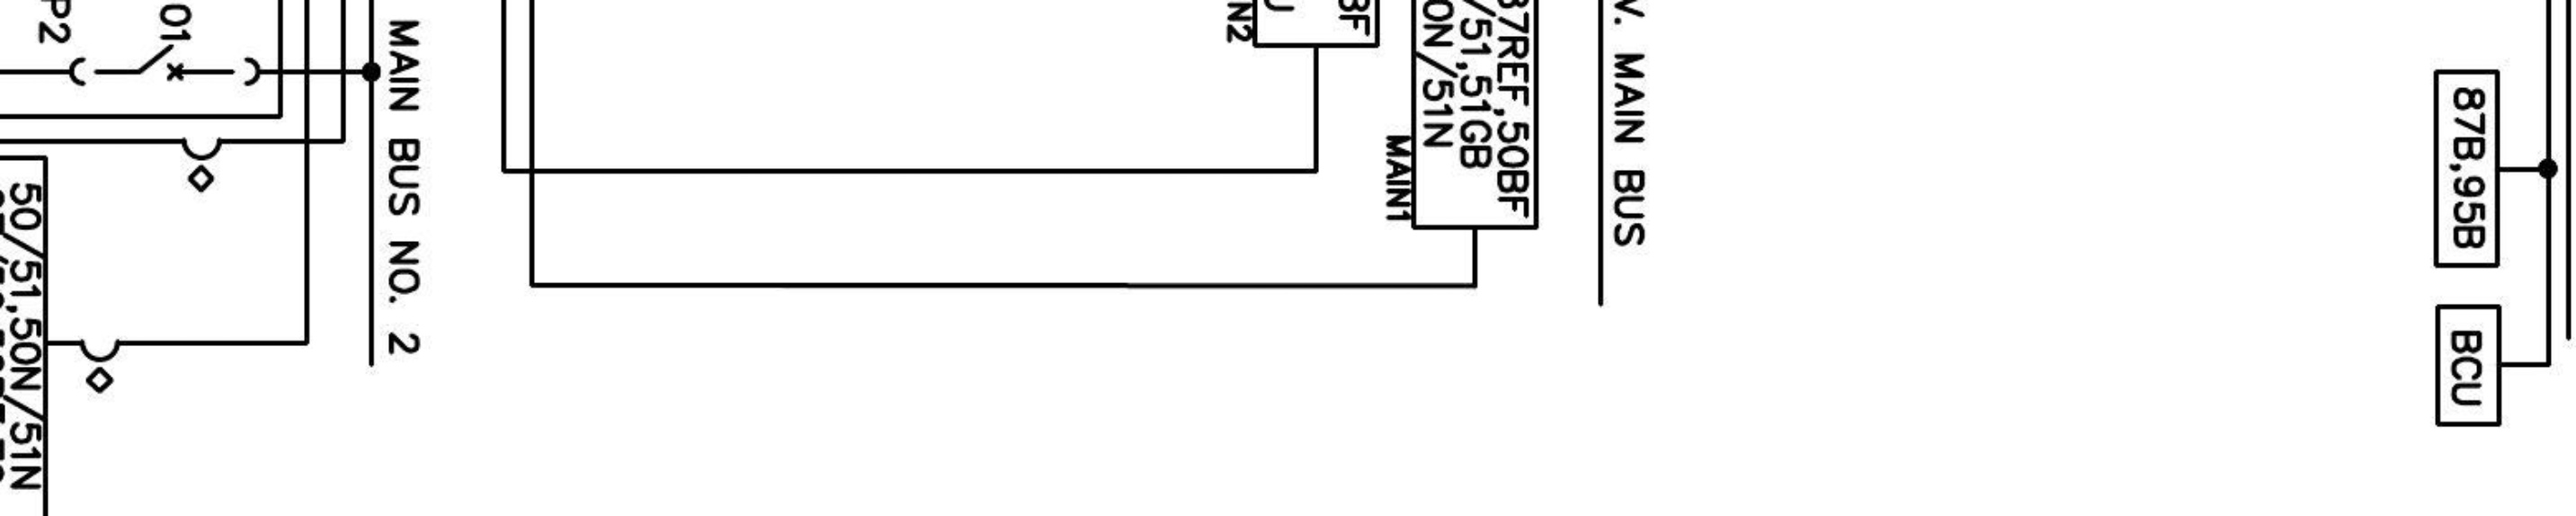 87B,95B
BCU
V. MAIN BUS
87REF,50BF
/51,51GB
0N/51N
MAIN1
BF
U
N2
MAIN BUS NO. 2
01
P2
50/51,50N/51N